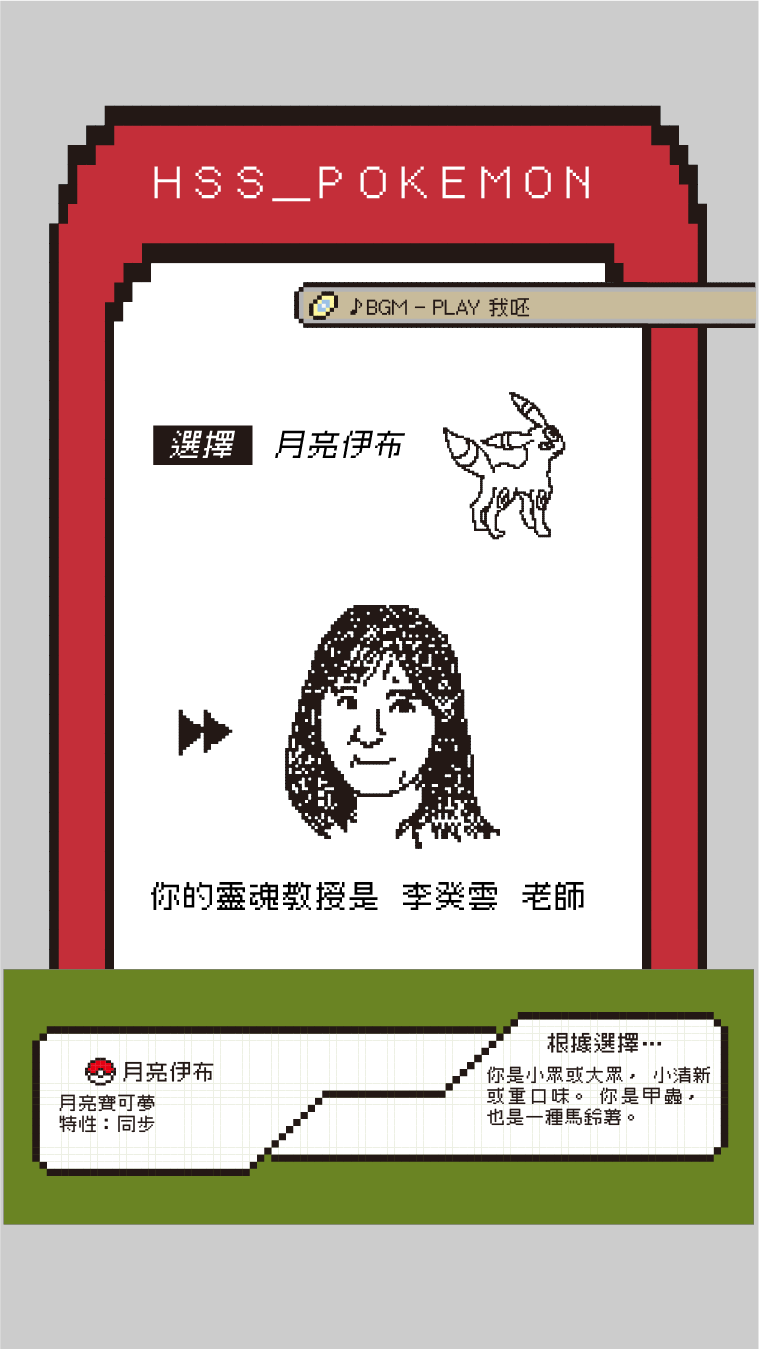 HSS_POKEMON
♪BGM - PLAY 我呸
選擇 月亮伊布
你的靈魂教授是 李癸雲 老師
月亮伊布
月亮寶可夢
特性：同步
根據選擇…
你是小眾或大眾， 小清新
或重口味。 你是甲蟲，
也是一種馬鈴薯。